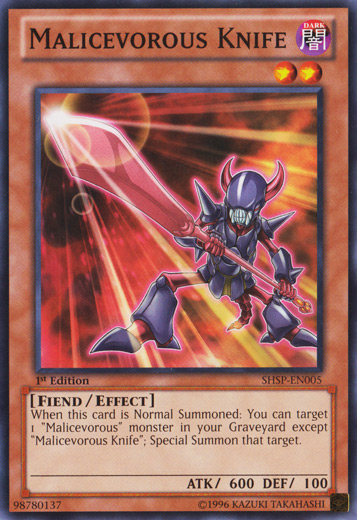 MALICEVOROUS KNIFE
DARK
闇
1st Edition
SHSP-EN005
[FIEND/EFFECT]
When this card is Normal Summoned: You can target
1 "Malicevorous" monster in your Graveyard except
"Malicevorous Knife"; Special Summon that target.
ATK/ 600 DEF/ 100
98780137
©1996 KAZUKI TAKAHASHI